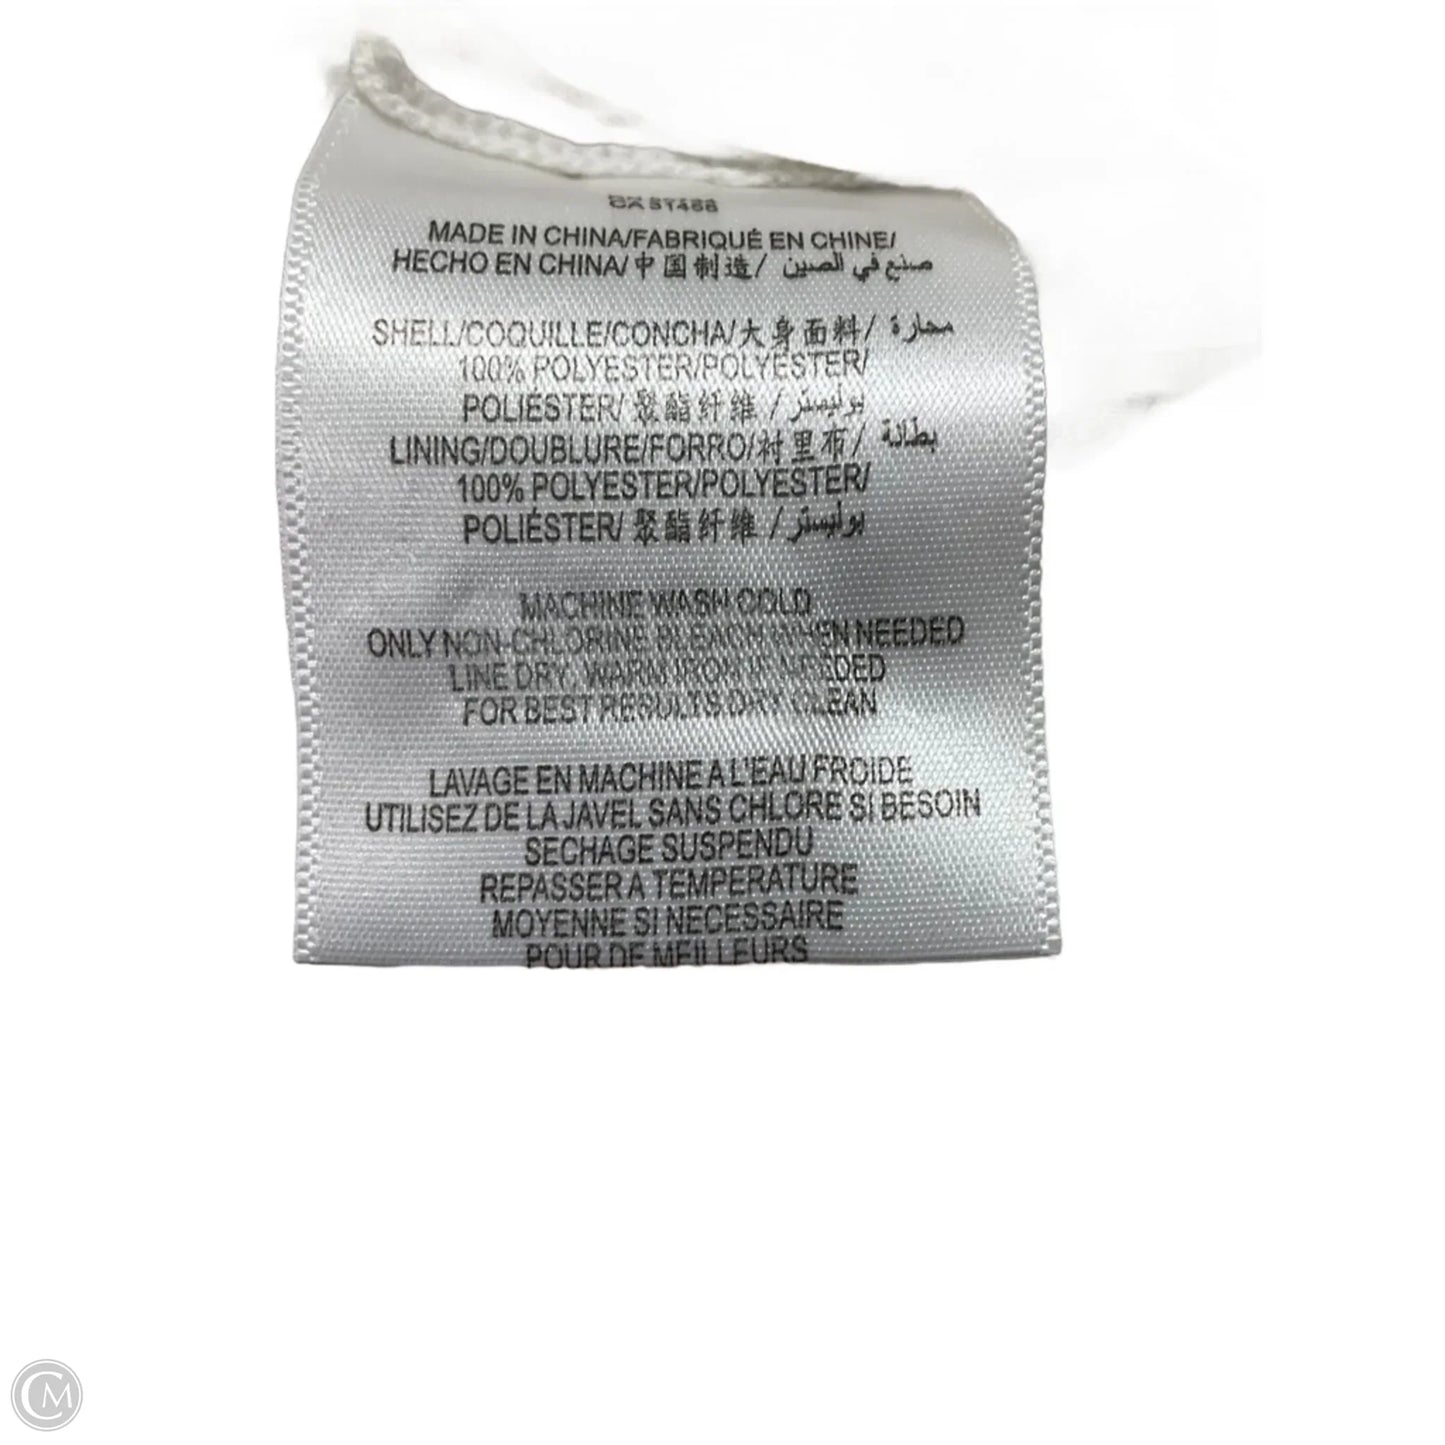 MADE IN CHINA/FABRIQUÉ EN CHINE/
HECHO EN CHINA/中国制造/ صنع في الصين
SHELL/COQUILLE/CONCHA/大身面料/ محارة
100% POLYESTER/POLYESTER/
POLIÉSTER/ 聚酯纤维 / بوليستر
LINING/DOUBLURE/FORRO/衬里布/ بطانة
100% POLYESTER/POLYESTER/
POLIÉSTER/ 聚酯纤维 / بوليستر
MACHINE WASH COLD
ONLY NON-CHLORINE BLEACH WHEN NEEDED
LINE DRY, WARM IRON IF NEEDED
FOR BEST RESULTS DRY CLEAN
LAVAGE EN MACHINE A L'EAU FROIDE
UTILISEZ DE LA JAVEL SANS CHLORE SI BESOIN
SECHAGE SUSPENDU
REPASSER A TEMPERATURE
MOYENNE SI NECESSAIRE
POUR DE MEILLEURS
CM